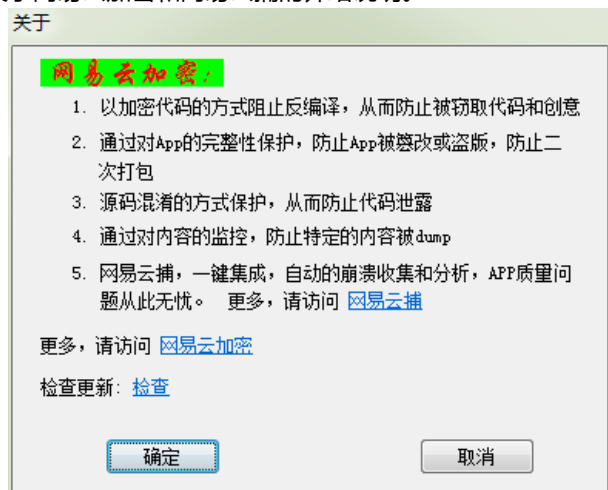 关于
网易云加密:
1. 以加密代码的方式阻止反编译，从而防止被窃取代码和创意
2. 通过对App的完整性保护，防止App被篡改或盗版，防止二
次打包
3. 源码混淆的方式保护，从而防止代码泄露
4. 通过对内容的监控，防止特定的内容被dump
5. 网易云捕，一键集成，自动的崩溃收集和分析，APP质量问
题从此无忧。 更多，请访问 网易云捕
更多，请访问 网易云加密
检查更新: 检查
确定 取消